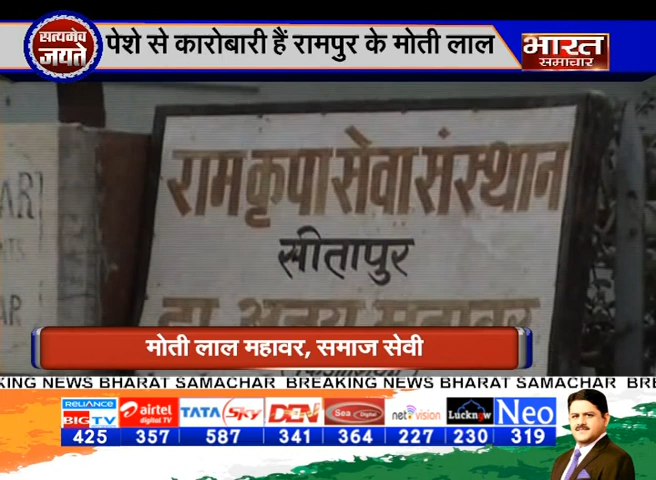 सत्यमेव
जयते
पेशे से कारोबारी हैं रामपुर के मोती लाल
भारत
समाचार
राम कृपा सेवा संस्थान
सीतापुर
मोती लाल महावर, समाज सेवी
KING NEWS BHARAT SAMACHAR BREAKING NEWS BHARAT SAMACHAR BRE
RELIANCE BIG TV airtel digital TV TATA Sky DEN Sea Digital net vision Lucknow Neo
425 357 587 341 364 227 230 319